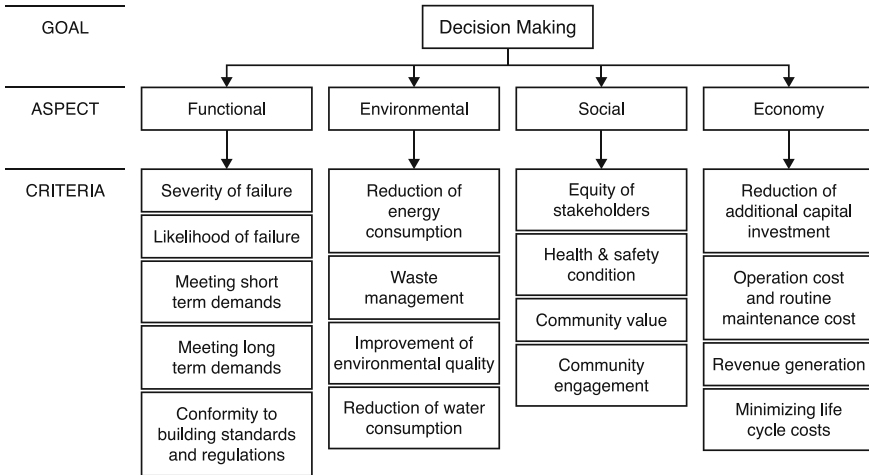 GOAL
Decision Making
ASPECT
Functional
Environmental
Social
Economy
CRITERIA
Severity of failure
Likelihood of failure
Meeting short
term demands
Meeting long
term demands
Conformity to
building standards
and regulations
Reduction of
energy
consumption
Waste
management
Improvement of
environmental quality
Reduction of water
consumption
Equity of
stakeholders
Health & safety
condition
Community value
Community
engagement
Reduction of
additional capital
investment
Operation cost
and routine
maintenance cost
Revenue generation
Minimizing life
cycle costs